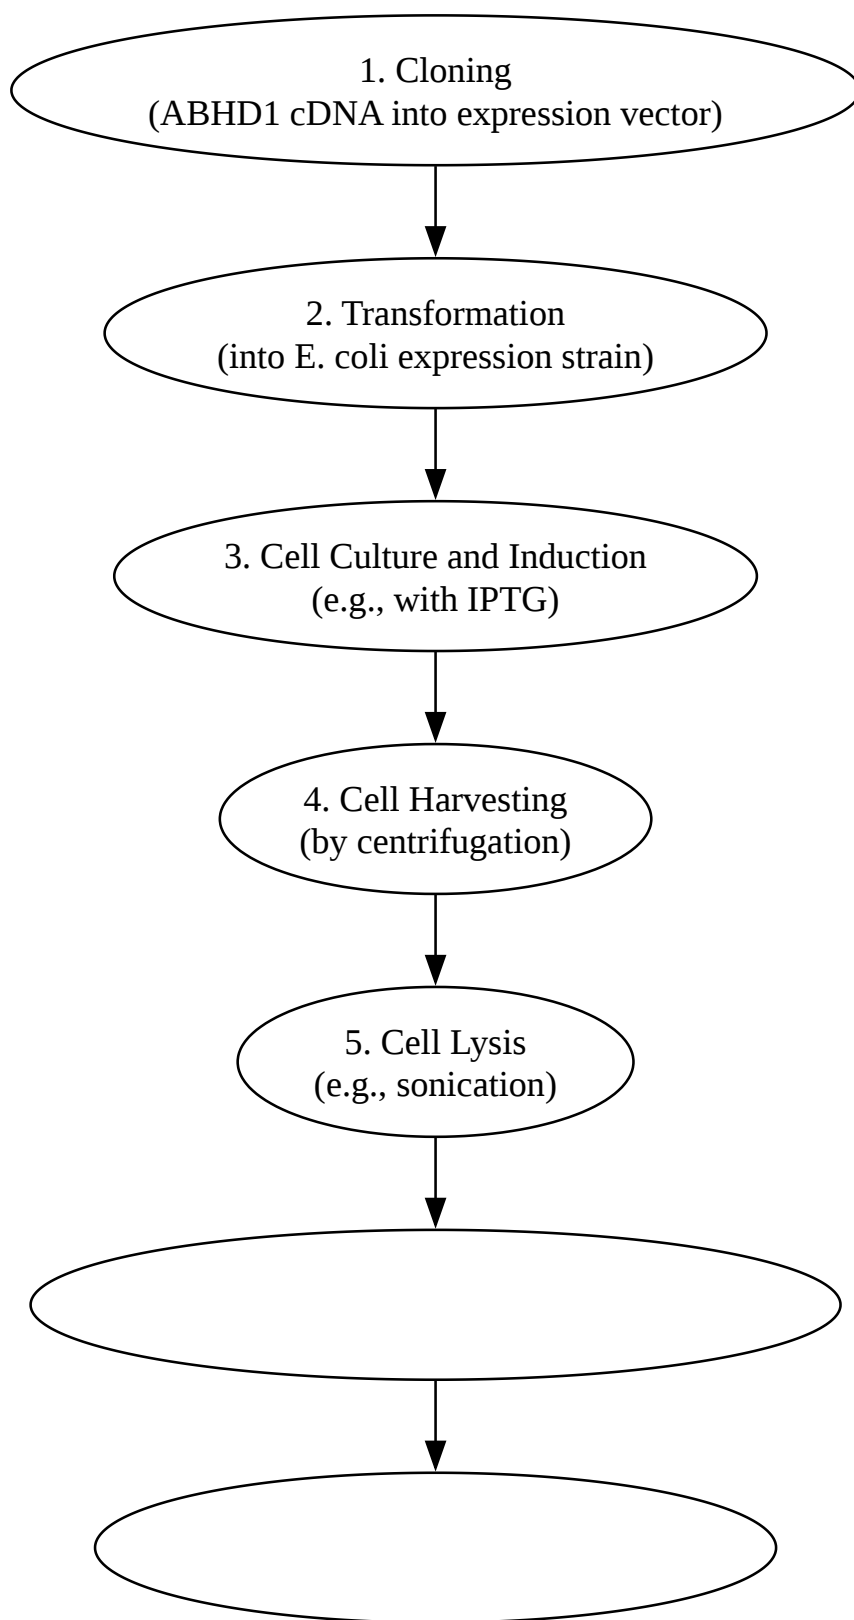 1. Cloning
(ABHD1 cDNA into expression vector)
2. Transformation
(into E. coli expression strain)
3. Cell Culture and Induction
(e.g., with IPTG)
4. Cell Harvesting
(by centrifugation)
5. Cell Lysis
(e.g., sonication)